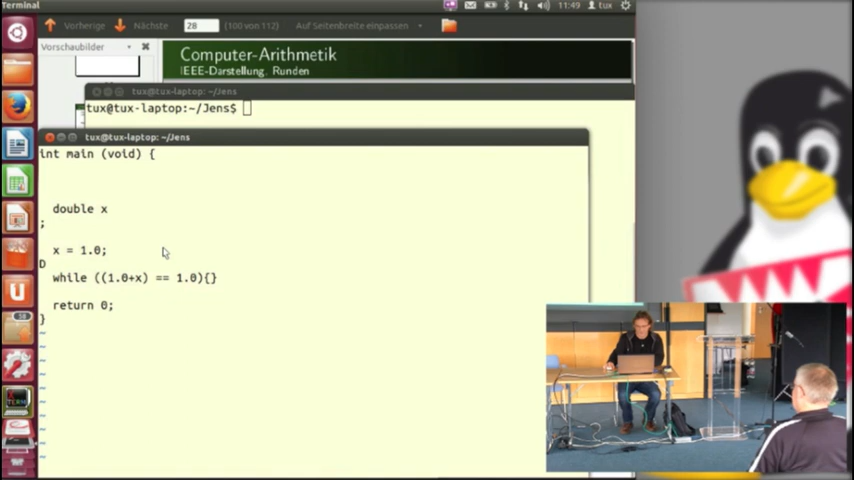 Terminal
11:49
tux
Vorherige
Nächste
28
(100 von 112)
Auf Seitenbreite einpassen
Vorschaubilder
Computer-Arithmetik
IEEE-Darstellung, Runden
tux@tux-laptop: ~/Jens
tux@tux-laptop:~/Jens$
tux@tux-laptop: ~/Jens
int main (void) {
double x
;
x = 1.0;
D
while ((1.0+x) == 1.0){}
return 0;
}
~
~
~
~
~
~
~
~
~
~